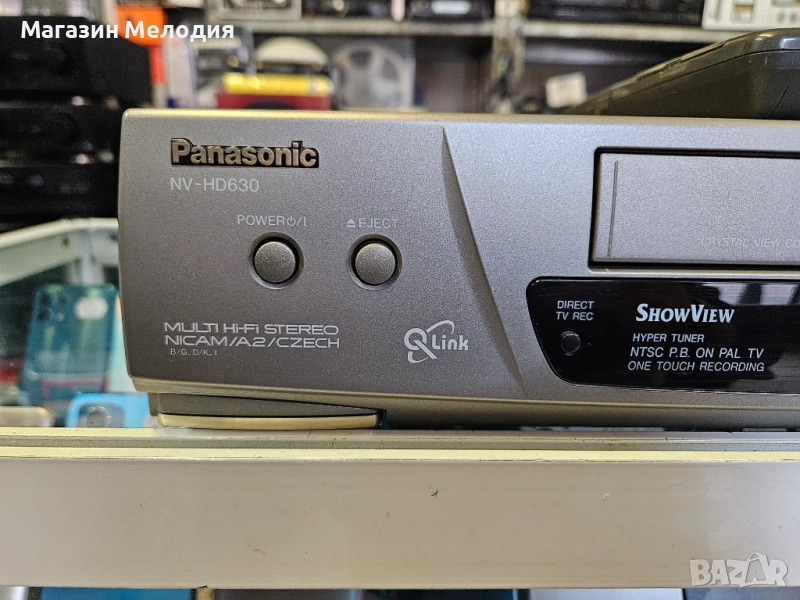 Магазин Мелодия
Panasonic
NV-HD630
POWER⏻/I
⏏EJECT
CRYSTAL VIEW CO
DIRECT
TV REC
SHOWVIEW
HYPER TUNER
NTSC P.B. ON PAL TV
ONE TOUCH RECORDING
MULTI Hi-Fi STEREO
NICAM/A2/CZECH
B/G, D/K, I
Q Link
BAZAR